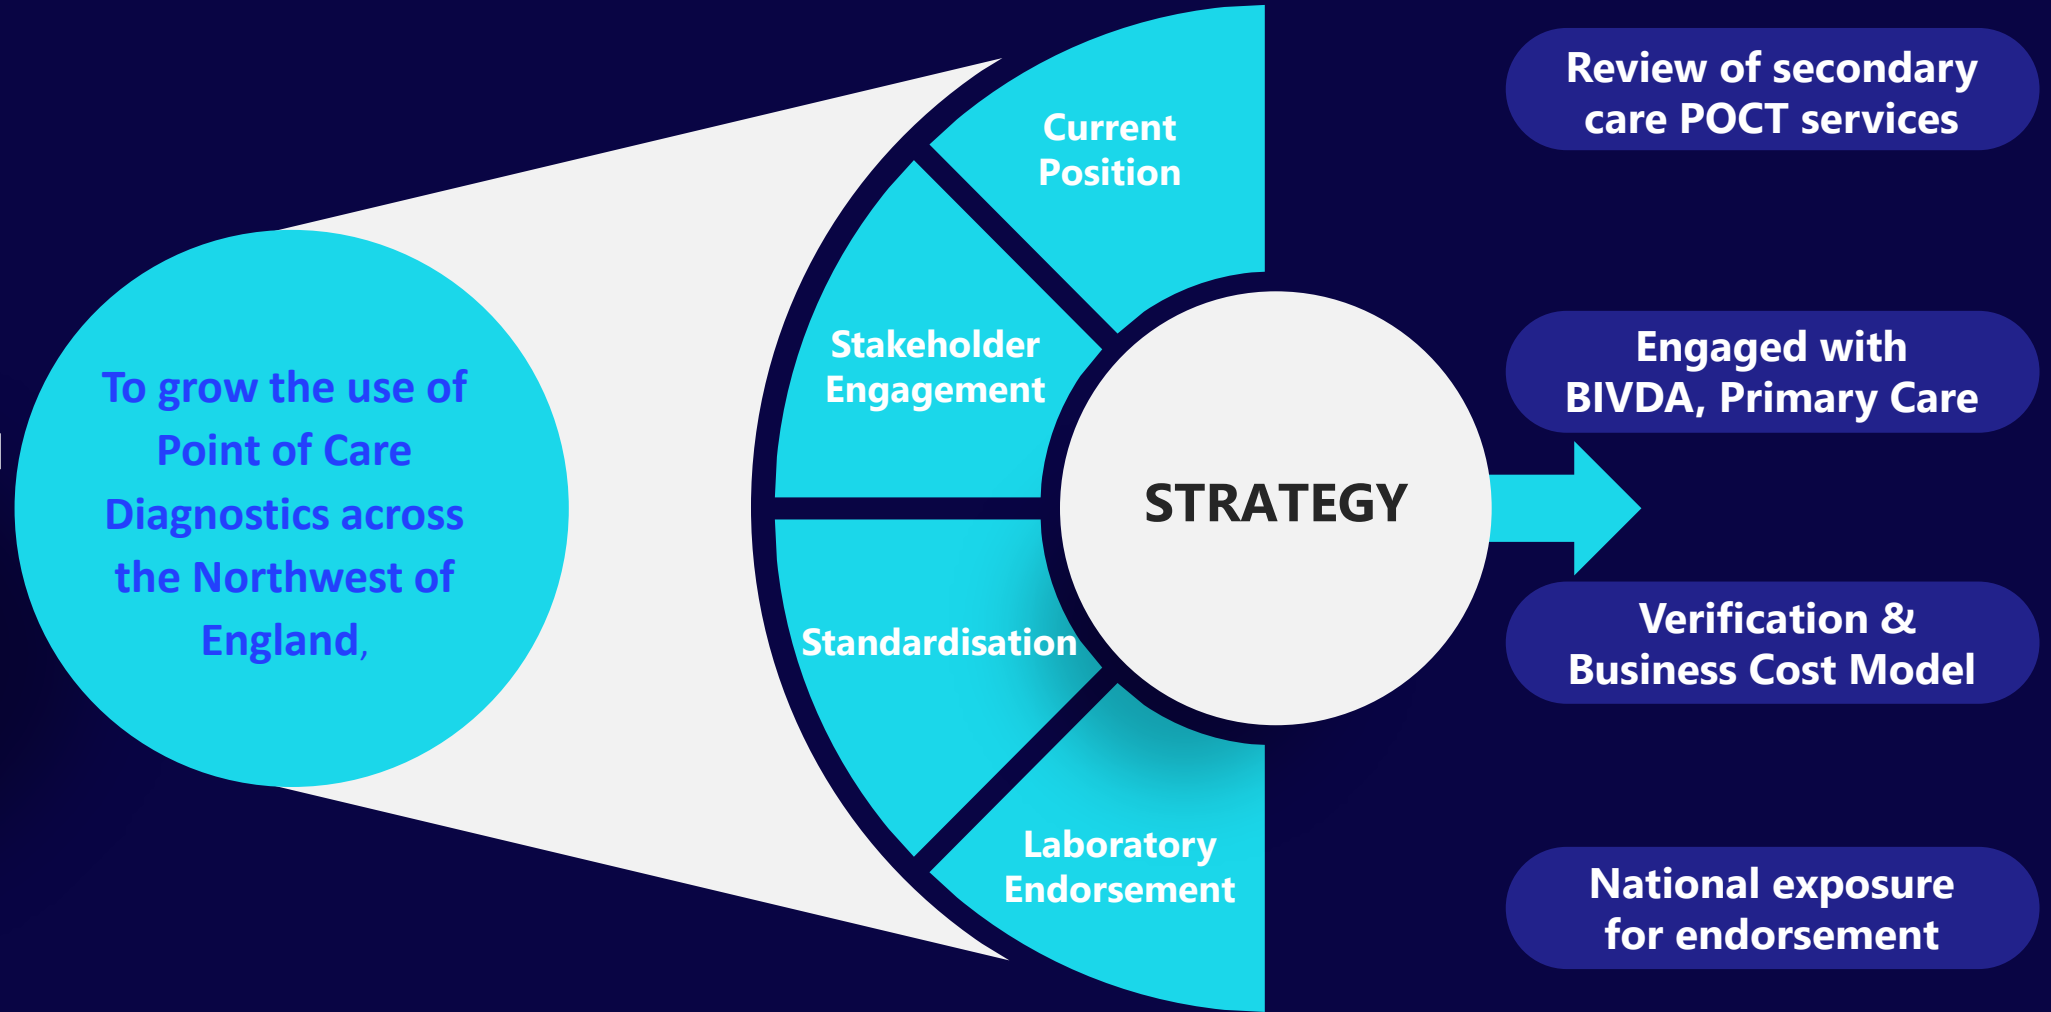 To grow the use of
Point of Care
Diagnostics across
the Northwest of
England,
Current
Position
Stakeholder
Engagement
Standardisation
Laboratory
Endorsement
STRATEGY
Review of secondary
care POCT services
Engaged with
BIVDA, Primary Care
Verification &
Business Cost Model
National exposure
for endorsement